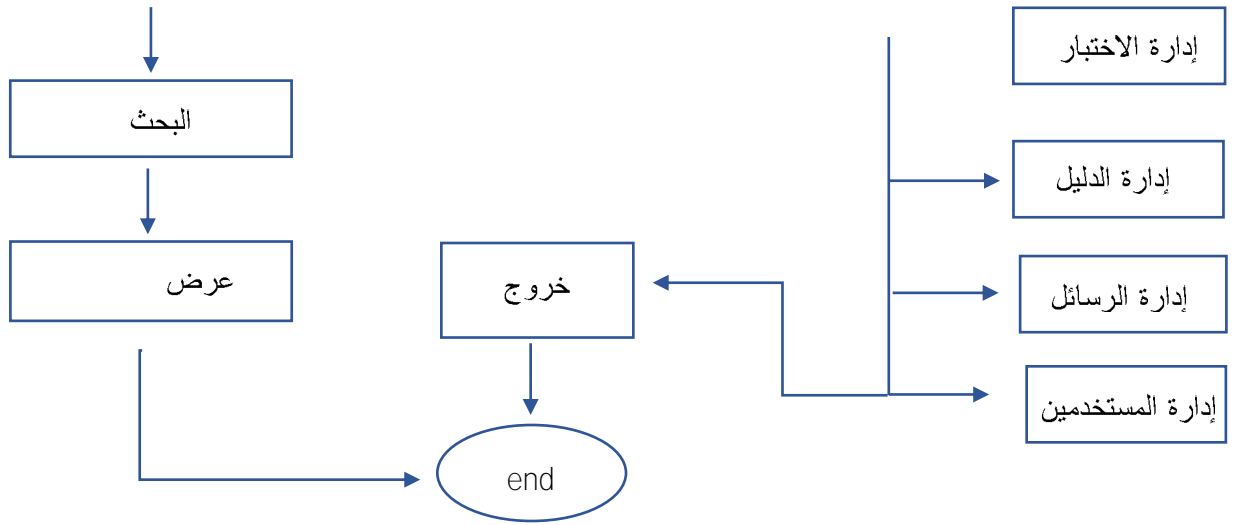 إدارة الاختبار
البحث
إدارة الدليل
عرض
خروج
إدارة الرسائل
إدارة المستخدمين
end